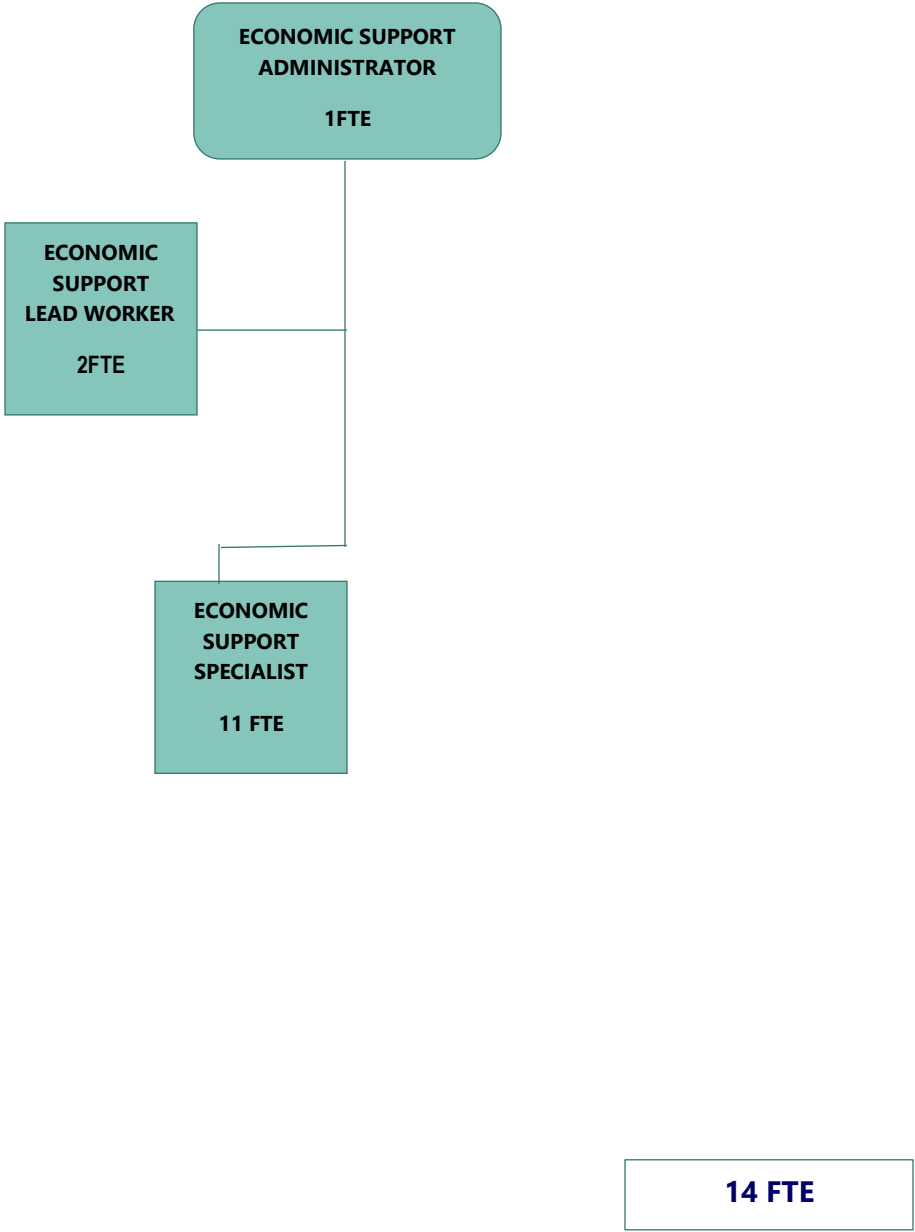 ECONOMIC SUPPORT
ADMINISTRATOR
1FTE
ECONOMIC
SUPPORT
LEAD WORKER
2FTE
ECONOMIC
SUPPORT
SPECIALIST
11 FTE
14 FTE